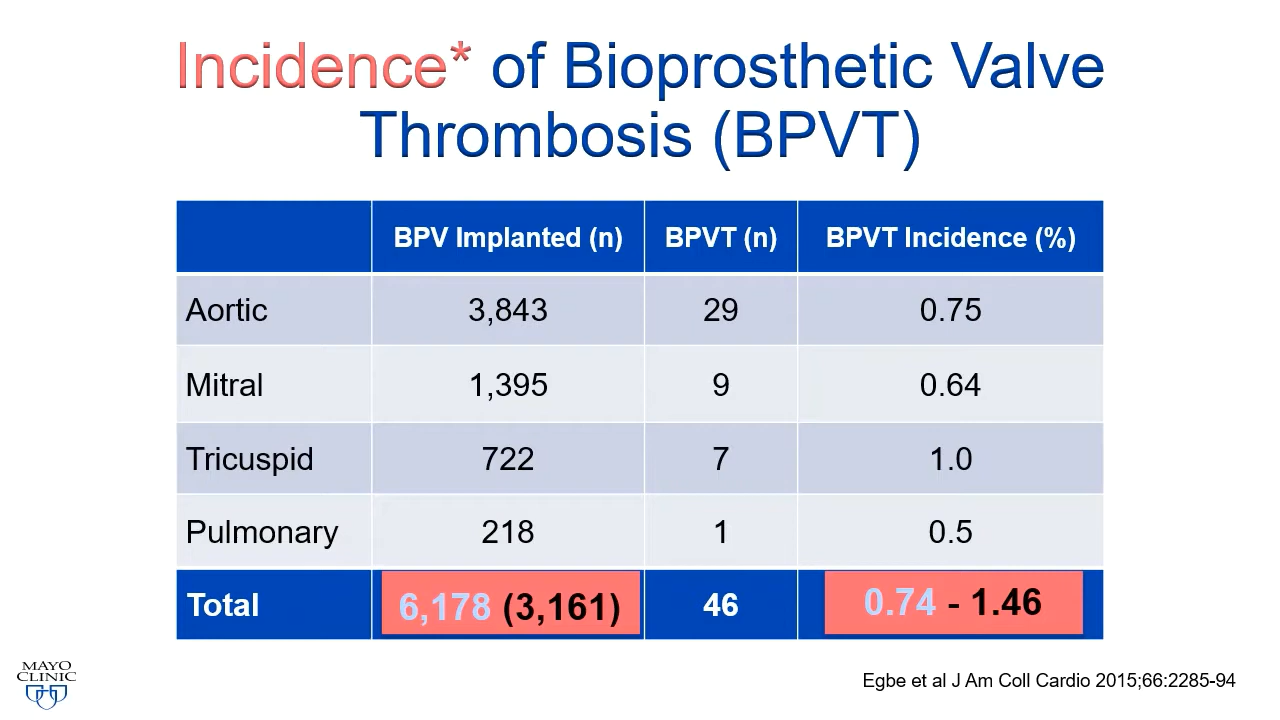 Incidence* of Bioprosthetic Valve
Thrombosis (BPVT)
BPV Implanted (n) BPVT (n) BPVT Incidence (%)
Aortic 3,843 29 0.75
Mitral 1,395 9 0.64
Tricuspid 722 7 1.0
Pulmonary 218 1 0.5
Total 6,178 (3,161) 46 0.74 - 1.46
MAYO
CLINIC
Egbe et al J Am Coll Cardio 2015;66:2285-94